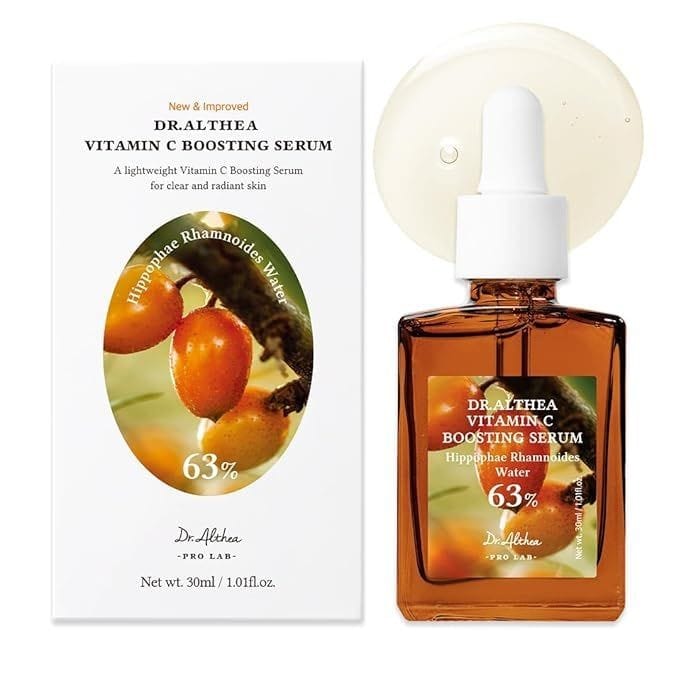 New & Improved
DR.ALTHEA
VITAMIN C BOOSTING SERUM
A lightweight Vitamin C Boosting Serum
for clear and radiant skin
Hippophae Rhamnoides Water
63%
Dr.Althea
-PRO LAB-
Net wt. 30ml / 1.01fl.oz.
DR.ALTHEA
VITAMIN C
BOOSTING SERUM
Hippophae Rhamnoides
Water
63%
Dr.Althea
-PRO LAB-
Net wt. 30ml / 1.01fl.oz.